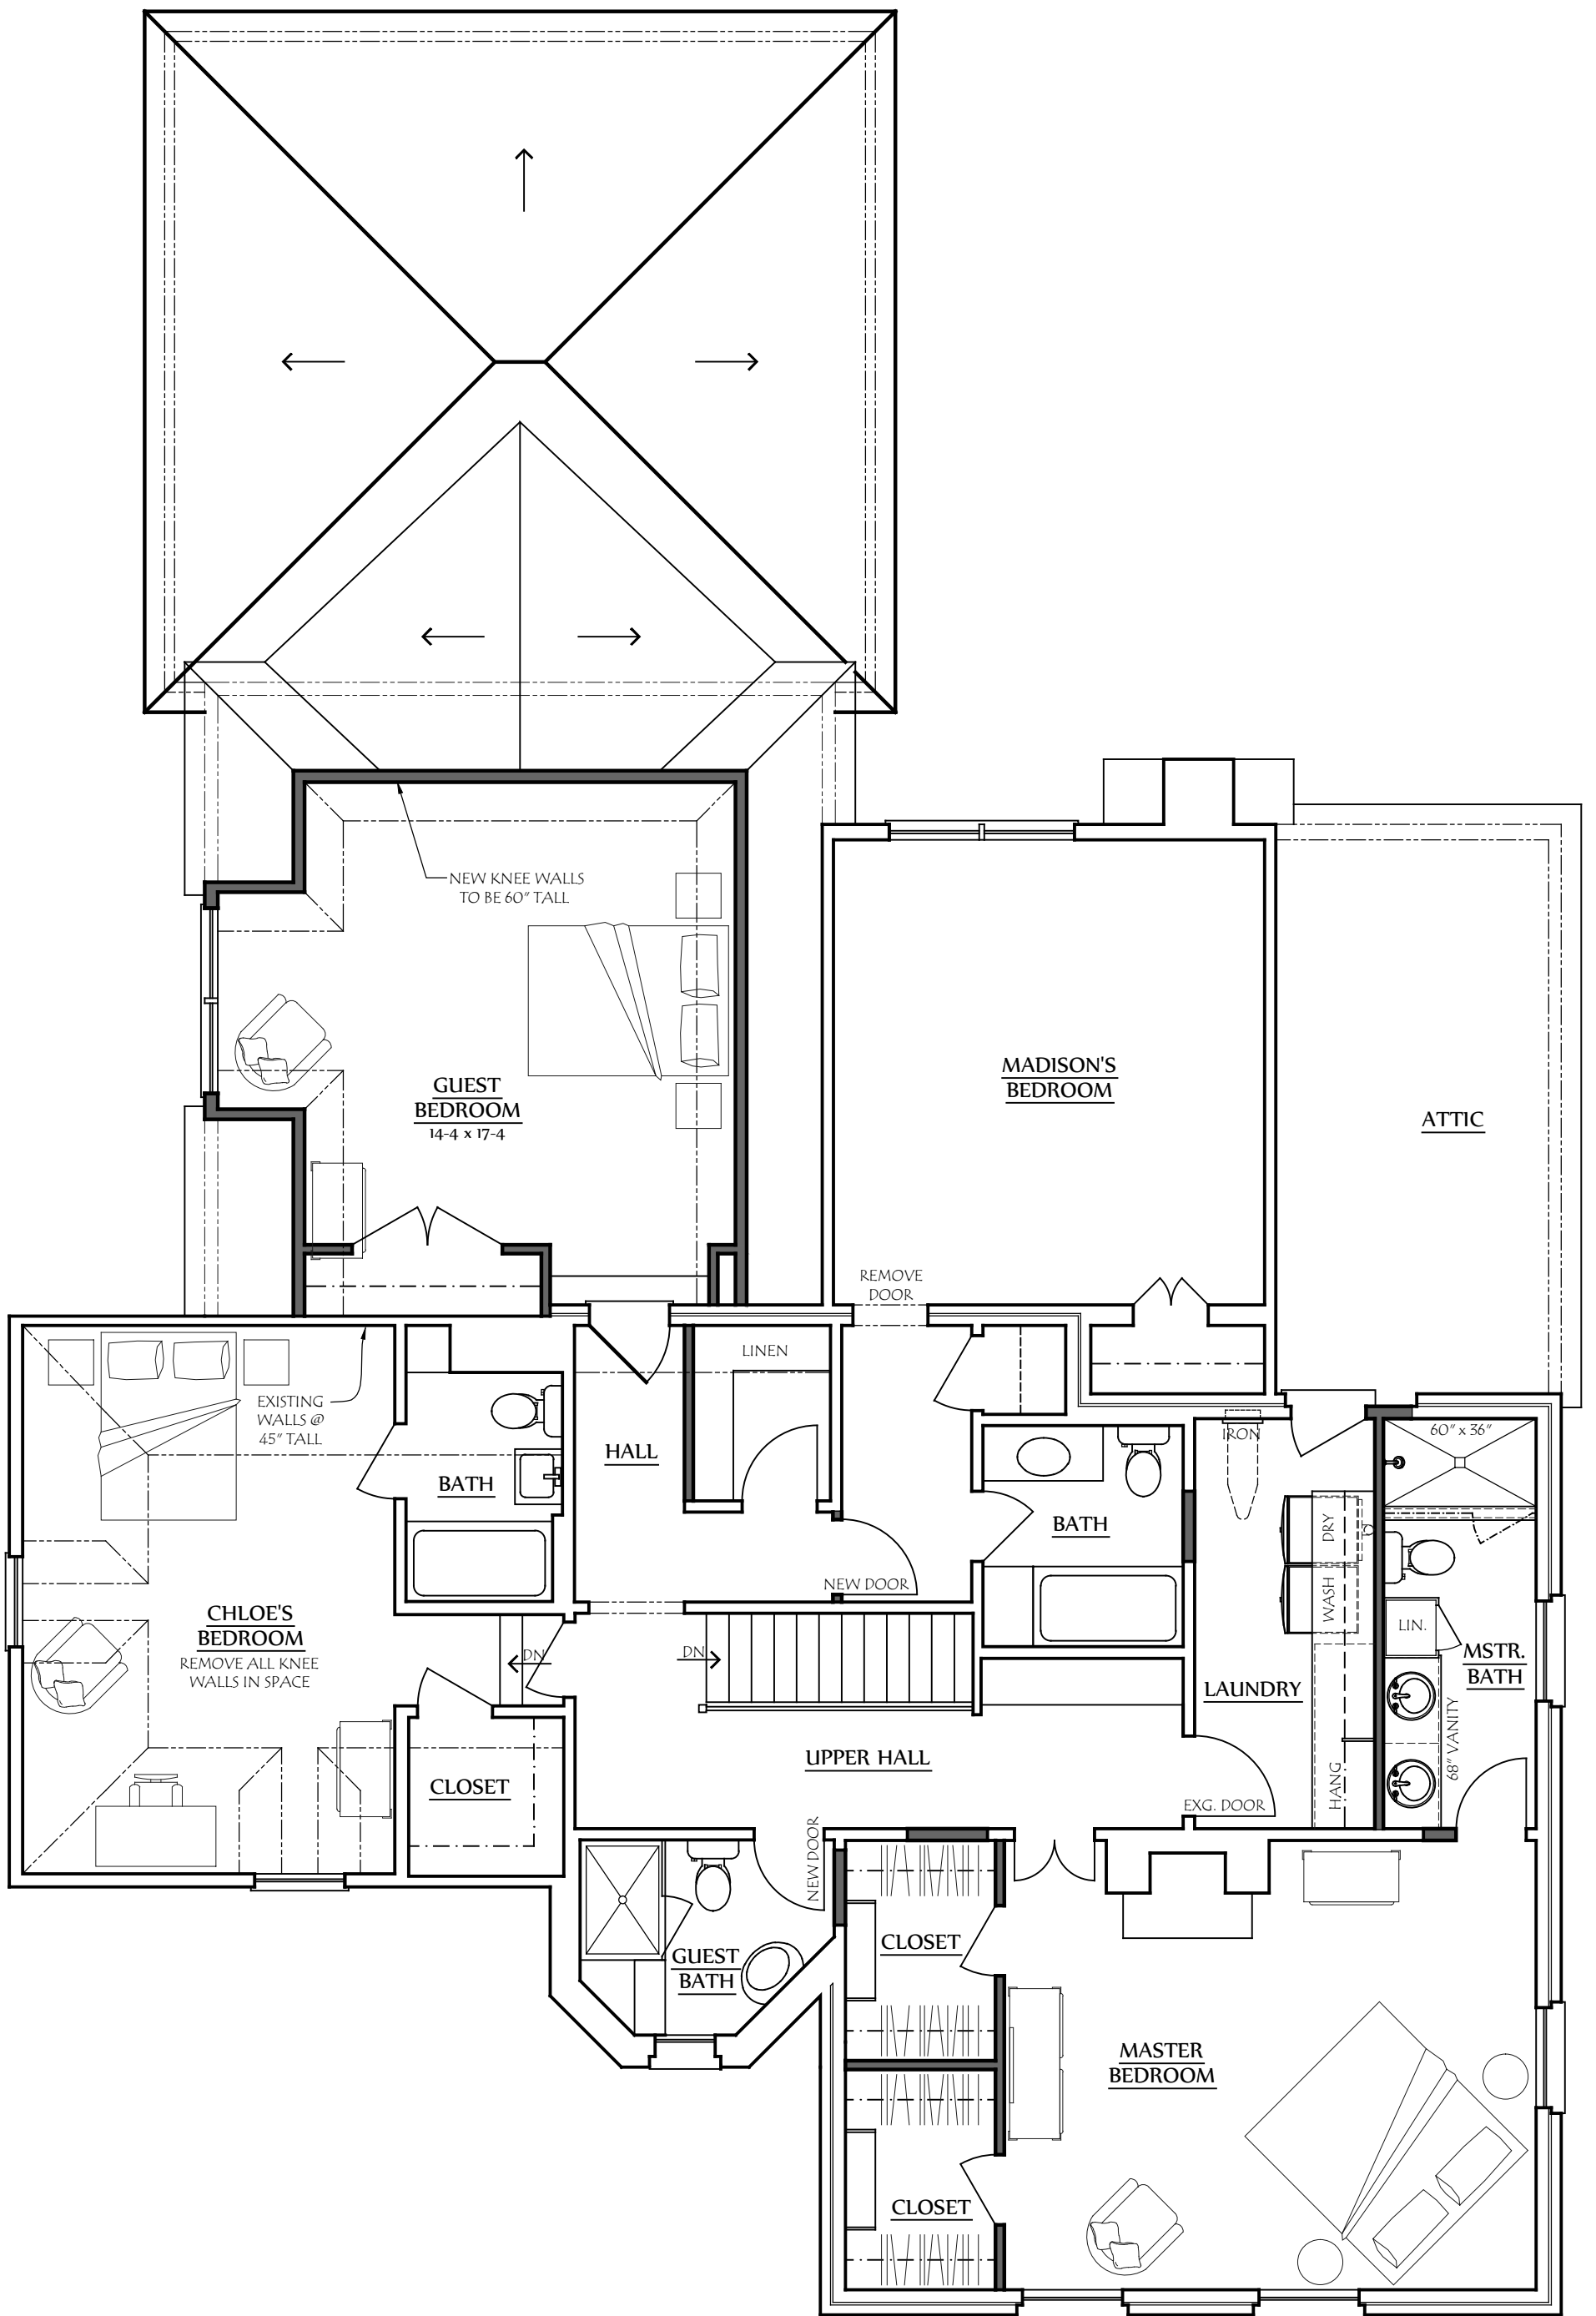 NEW KNEE WALLS
TO BE 60" TALL
GUEST
BEDROOM
14-4 x 17-4
MADISON'S
BEDROOM
ATTIC
REMOVE
DOOR
LINEN
EXISTING
WALLS @
45" TALL
HALL
BATH
IRON
60" x 36"
BATH
DRY
WASH
NEW DOOR
CHLOE'S
BEDROOM
REMOVE ALL KNEE
WALLS IN SPACE
DN
DN
LIN.
MSTR.
BATH
LAUNDRY
68" VANITY
UPPER HALL
CLOSET
HANG
EXG. DOOR
NEW DOOR
GUEST
BATH
CLOSET
MASTER
BEDROOM
CLOSET